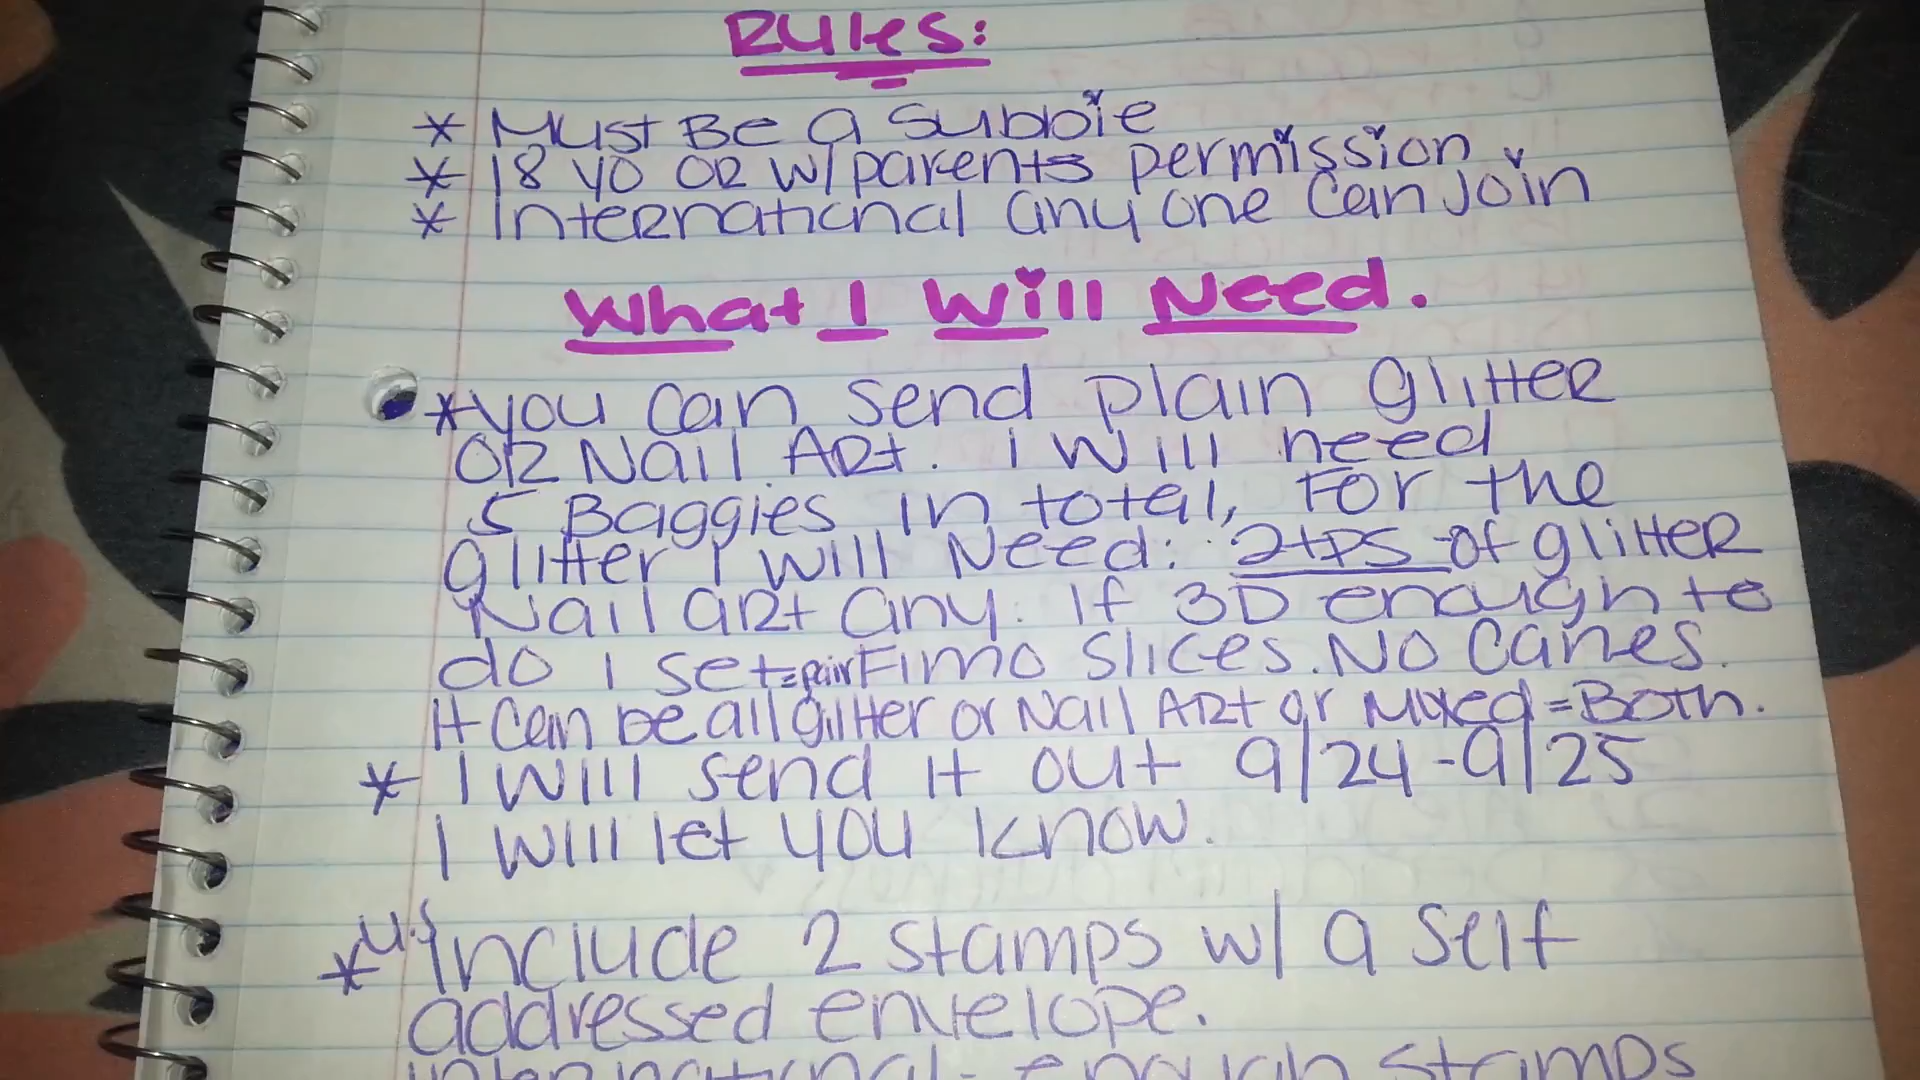 Rules:
* Must Be a Subbie
* 18 yo OR w/parents permission
* International any one Can Join
What I Will Need.
*you can send plain glitter
OR Nail Art. I will need
5 Baggies in total, For the
glitter I will Need: 2tps of glitter
Nail art any. If 3D enough to
do 1 set=pair Fimo slices. No Canes.
It can be all glitter or Nail Art or Mixed=Both.
* I will send it out 9/24-9/25
I will let you know.
*U.S include 2 stamps w/ a self
addressed envelope.
international- enough stamps